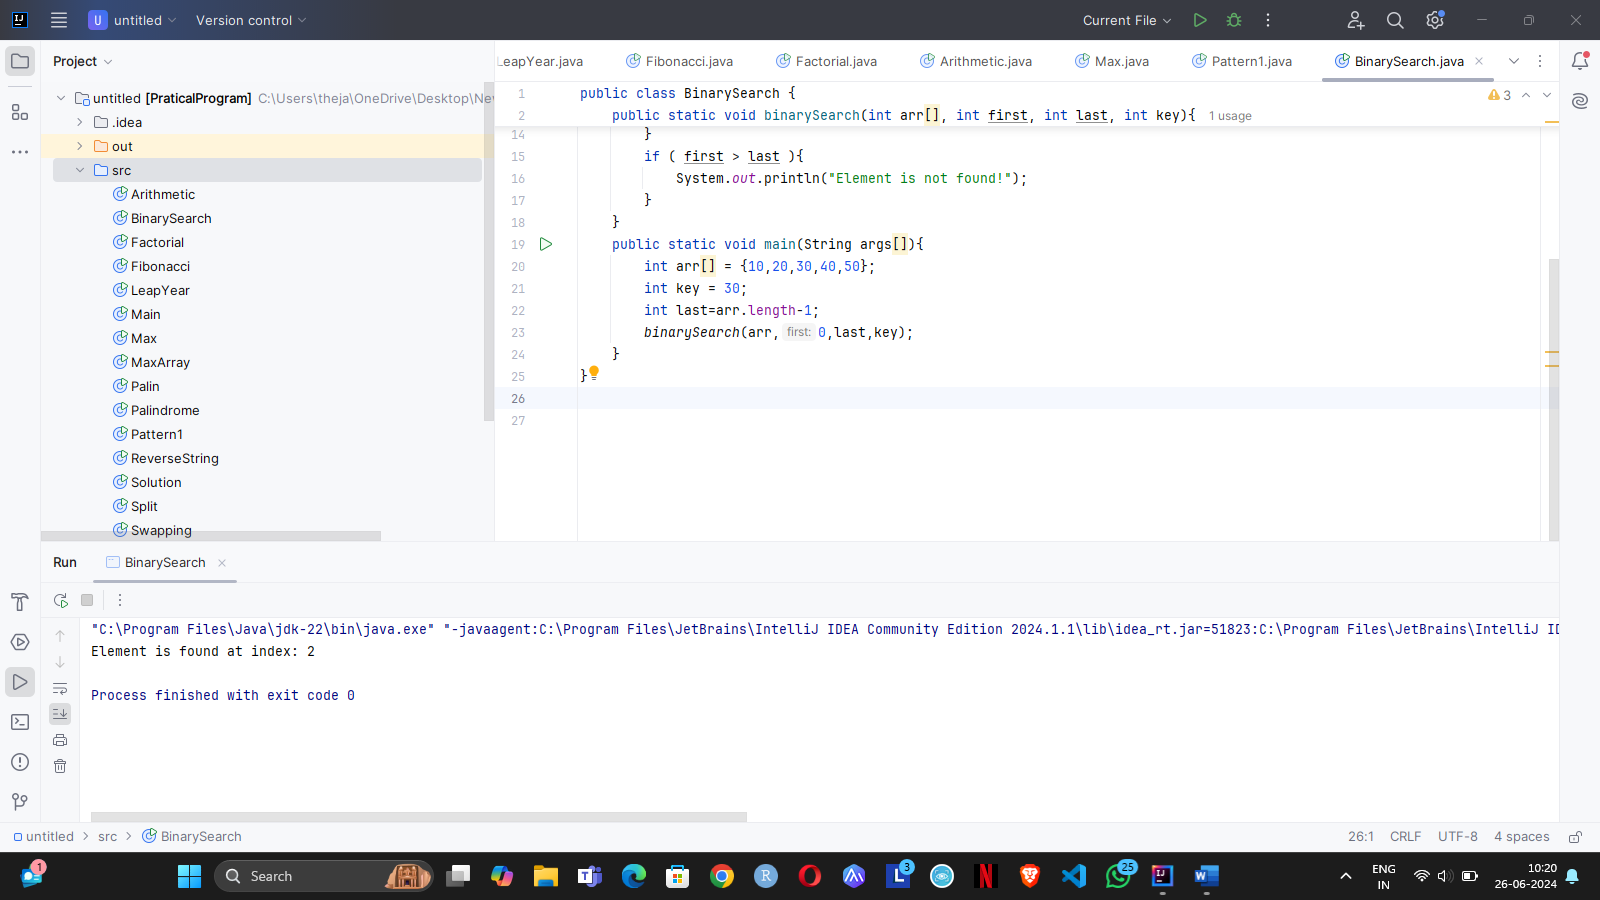 U untitled Version control Current File
Project
LeapYear.java Fibonacci.java Factorial.java Arithmetic.java Max.java Pattern1.java BinarySearch.java
untitled [PraticalProgram] C:\Users\theja\OneDrive\Desktop\Nev
.idea
out
src
Arithmetic
BinarySearch
Factorial
Fibonacci
LeapYear
Main
Max
MaxArray
Palin
Palindrome
Pattern1
ReverseString
Solution
Split
Swapping
1 public class BinarySearch {
3
2 public static void binarySearch(int arr[], int first, int last, int key){ 1 usage
14 }
15 if ( first > last ){
16 System.out.println("Element is not found!");
17 }
18 }
19 public static void main(String args[]){
20 int arr[] = {10,20,30,40,50};
21 int key = 30;
22 int last=arr.length-1;
23 binarySearch(arr, first: 0,last,key);
24 }
25 }
26
27
Run BinarySearch
"C:\Program Files\Java\jdk-22\bin\java.exe" "-javaagent:C:\Program Files\JetBrains\IntelliJ IDEA Community Edition 2024.1.1\lib\idea_rt.jar=51823:C:\Program Files\JetBrains\IntelliJ ID
Element is found at index: 2
Process finished with exit code 0
untitled > src > BinarySearch 26:1 CRLF UTF-8 4 spaces
1 Search 3 25 ENG IN 10:20 26-06-2024